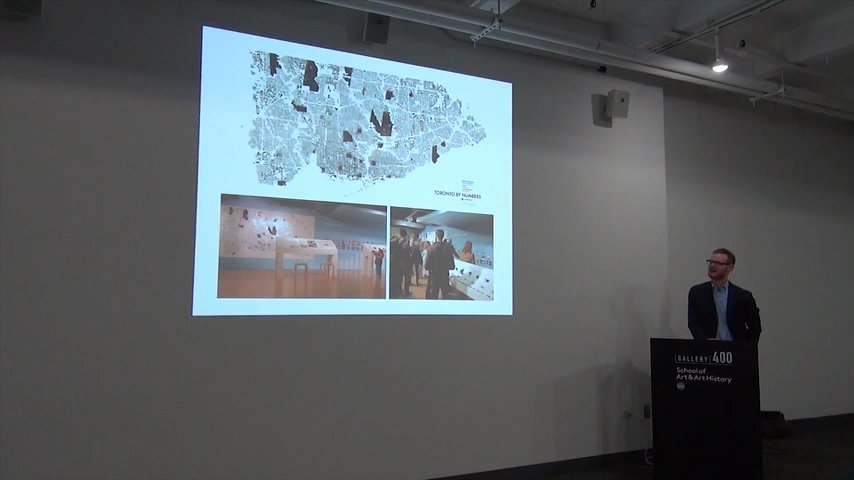 TORONTO BY NUMBERS
GALLERY 400
School of
Art & Art History